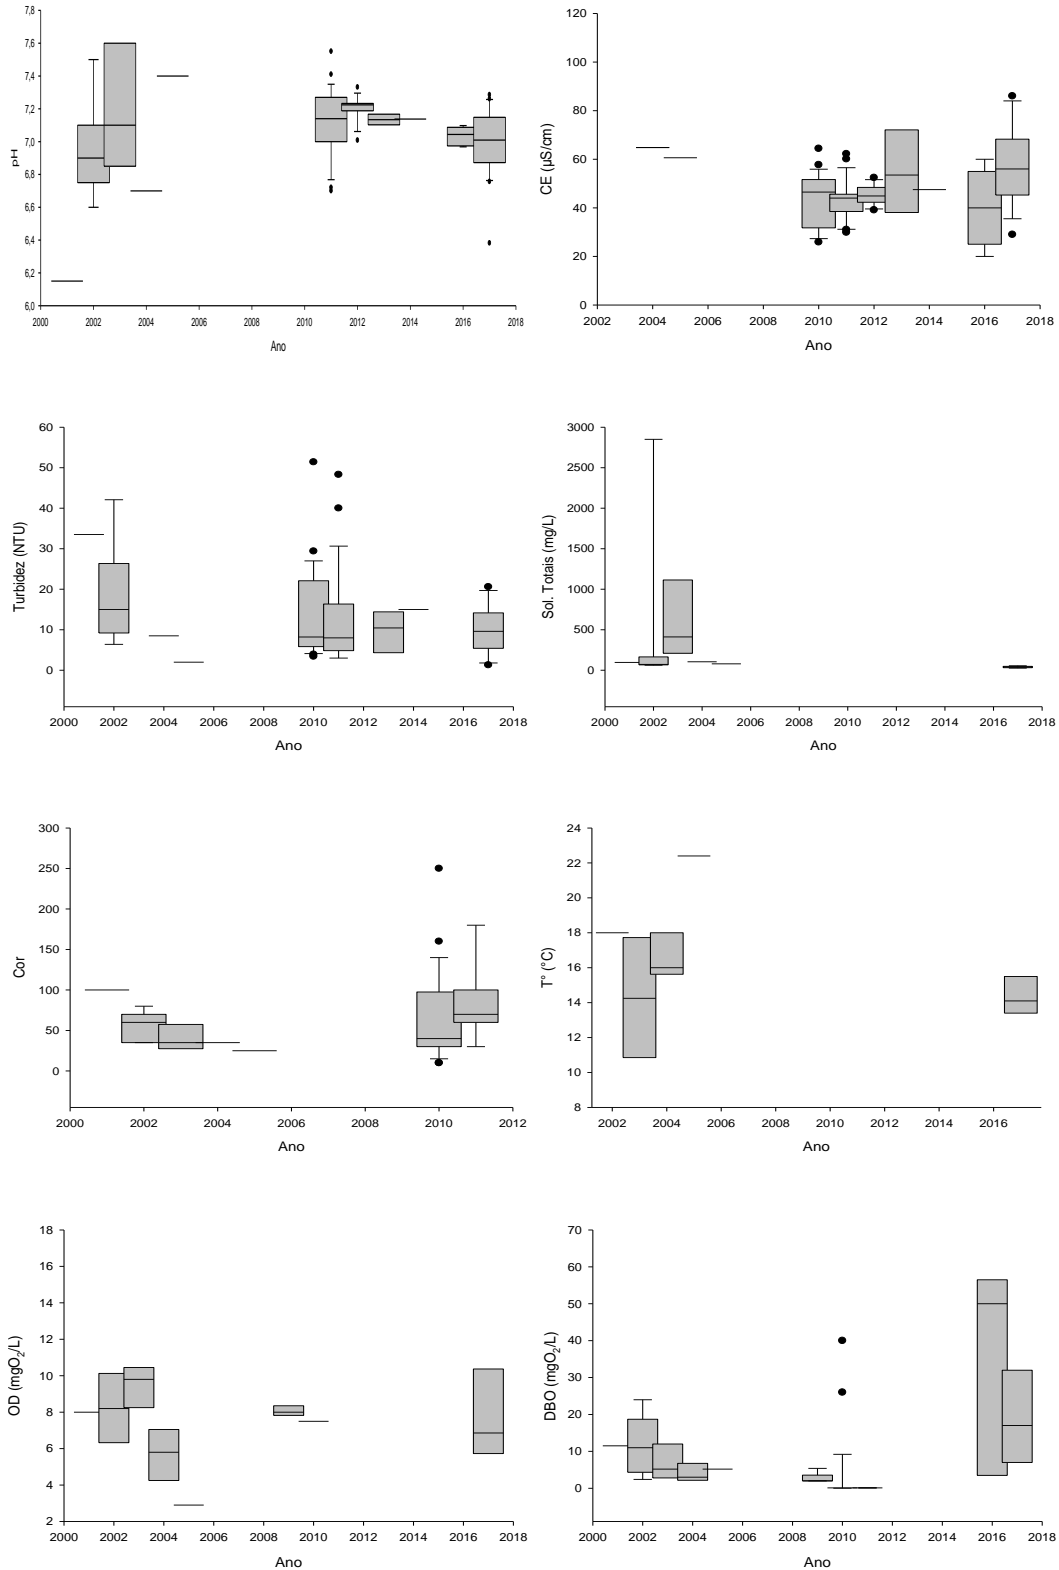 pH
7,8
7,6
7,4
7,2
7,0
6,8
6,6
6,4
6,2
6,0
2000 2002 2004 2006 2008 2010 2012 2014 2016 2018
Ano
CE (µS/cm)
120
100
80
60
40
20
0
2002 2004 2006 2008 2010 2012 2014 2016 2018
Ano
Turbidez (NTU)
60
50
40
30
20
10
0
2000 2002 2004 2006 2008 2010 2012 2014 2016 2018
Ano
Sol. Totais (mg/L)
3000
2500
2000
1500
1000
500
0
2000 2002 2004 2006 2008 2010 2012 2014 2016 2018
Ano
Cor
300
250
200
150
100
50
0
2000 2002 2004 2006 2008 2010 2012
Ano
T° (°C)
24
22
20
18
16
14
12
10
8
2002 2004 2006 2008 2010 2012 2014 2016
Ano
OD (mgO₂/L)
18
16
14
12
10
8
6
4
2
2000 2002 2004 2006 2008 2010 2012 2014 2016 2018
Ano
DBO (mgO₂/L)
70
60
50
40
30
20
10
0
2000 2002 2004 2006 2008 2010 2012 2014 2016 2018
Ano